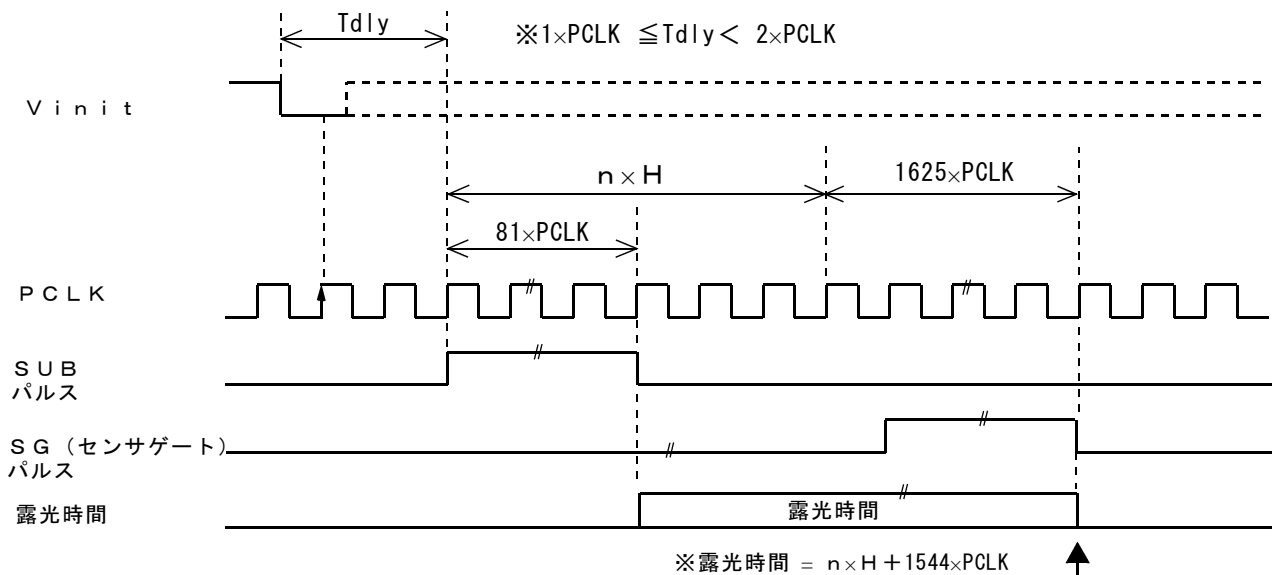 Tdly
※1×PCLK ≦Tdly< 2×PCLK
Ｖｉｎｉｔ
n×H
1625×PCLK
81×PCLK
ＰＣＬＫ
ＳＵＢ
パルス
ＳＧ（センサゲート）
パルス
露光時間
露光時間
※露光時間 = n×H+1544×PCLK